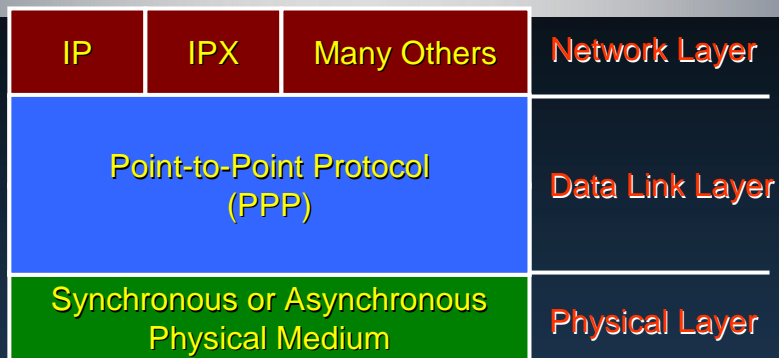 IP IPX Many Others Network Layer
Point-to-Point Protocol
(PPP)
Data Link Layer
Synchronous or Asynchronous
Physical Medium
Physical Layer